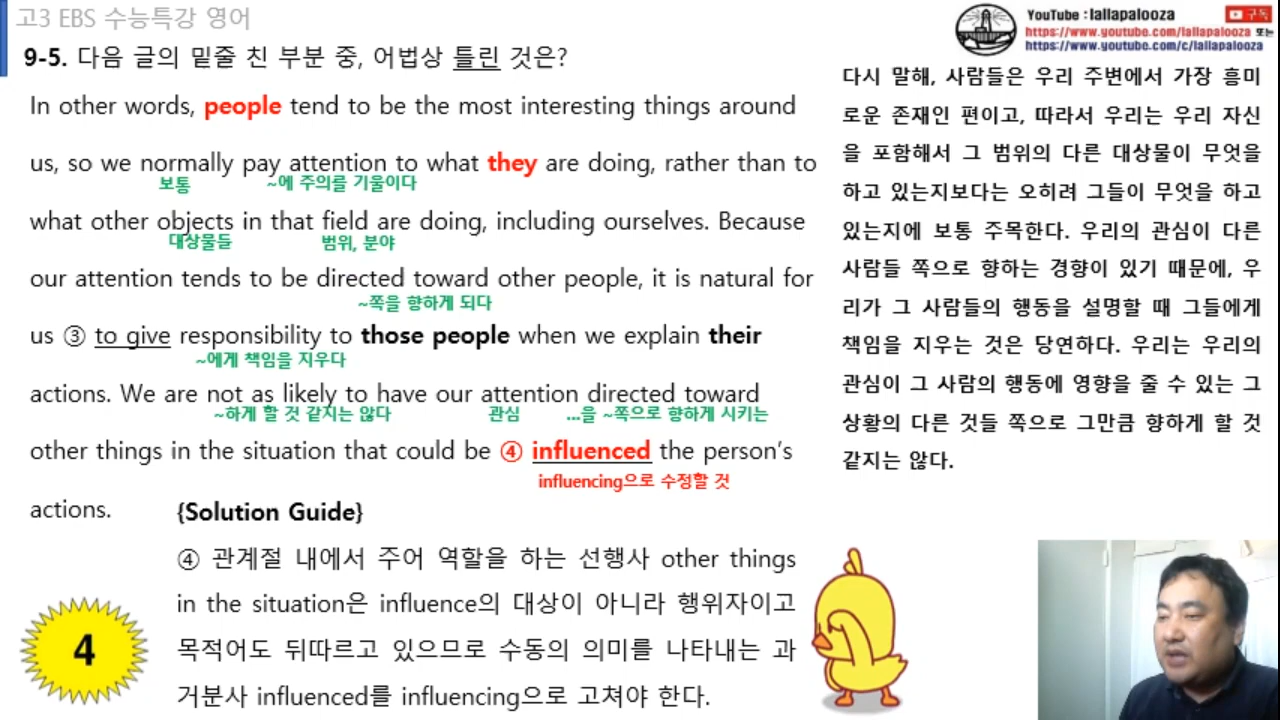 고3 EBS 수능특강 영어
YouTube : lallapalooza
구독
https://www.youtube.com/lallapalooza 또는
https://www.youtube.com/c/lallapalooza
9-5. 다음 글의 밑줄 친 부분 중, 어법상 틀린 것은?
In other words, people tend to be the most interesting things around
us, so we normally pay attention to what they are doing, rather than to
보통 ~에 주의를 기울이다
what other objects in that field are doing, including ourselves. Because
대상물들 범위, 분야
our attention tends to be directed toward other people, it is natural for
~쪽을 향하게 되다
us ③ to give responsibility to those people when we explain their
~에게 책임을 지우다
actions. We are not as likely to have our attention directed toward
~하게 할 것 같지는 않다 관심 ...을 ~쪽으로 향하게 시키는
other things in the situation that could be ④ influenced the person's
influencing으로 수정할 것
actions.
{Solution Guide}
④ 관계절 내에서 주어 역할을 하는 선행사 other things
in the situation은 influence의 대상이 아니라 행위자이고
목적어도 뒤따르고 있으므로 수동의 의미를 나타내는 과
거분사 influenced를 influencing으로 고쳐야 한다.
4
다시 말해, 사람들은 우리 주변에서 가장 흥미
로운 존재인 편이고, 따라서 우리는 우리 자신
을 포함해서 그 범위의 다른 대상물이 무엇을
하고 있는지보다는 오히려 그들이 무엇을 하고
있는지에 보통 주목한다. 우리의 관심이 다른
사람들 쪽으로 향하는 경향이 있기 때문에, 우
리가 그 사람들의 행동을 설명할 때 그들에게
책임을 지우는 것은 당연하다. 우리는 우리의
관심이 그 사람의 행동에 영향을 줄 수 있는 그
상황의 다른 것들 쪽으로 그만큼 향하게 할 것
같지는 않다.